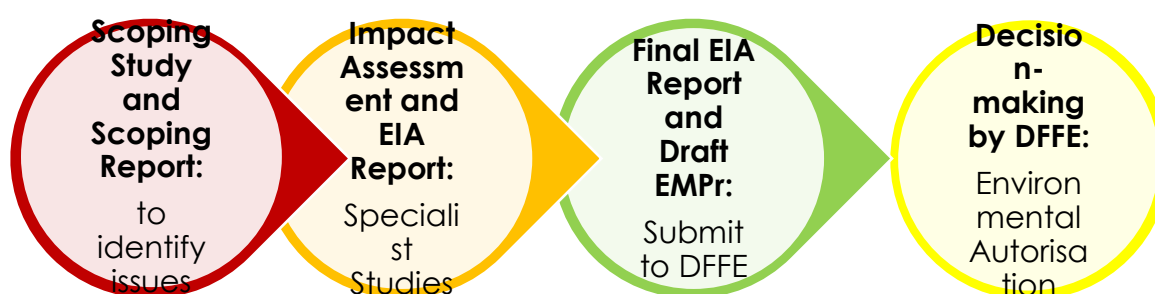 Scoping
Study
and
Scoping
Report:
to
identify
issues
Impact
Assessm
ent and
EIA
Report:
Speciali
st
Studies
Final EIA
Report
and
Draft
EMPr:
Submit
to DFFE
Decisio
n-
making
by DFFE:
Environ
mental
Autorisa
tion